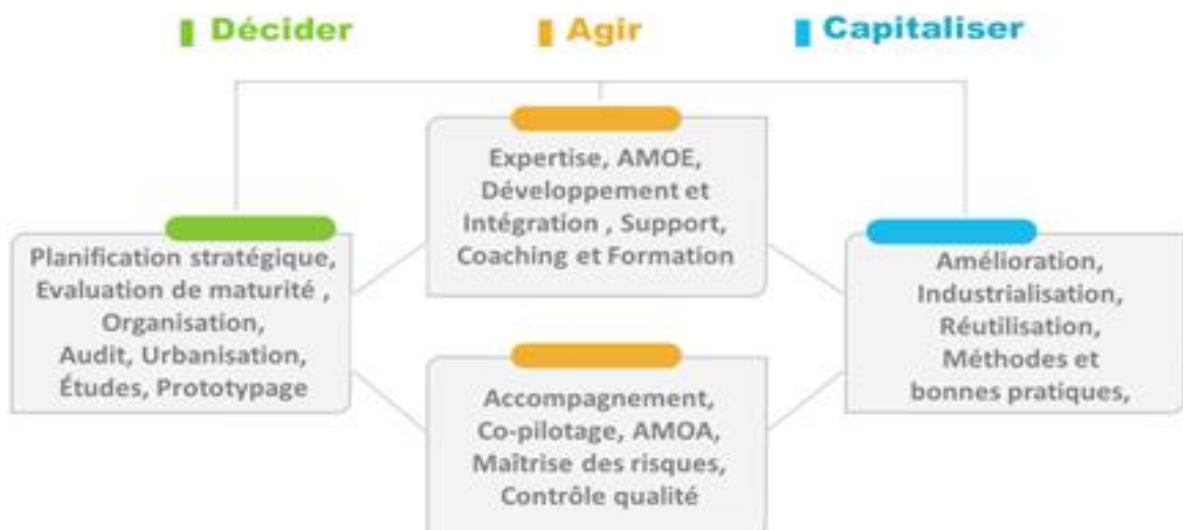 Décider
Agir
Capitaliser
Expertise, AMOE,
Développement et
Intégration , Support,
Coaching et Formation
Planification stratégique,
Evaluation de maturité ,
Organisation,
Audit, Urbanisation,
Études, Prototypage
Amélioration,
Industrialisation,
Réutilisation,
Méthodes et
bonnes pratiques,
Accompagnement,
Co-pilotage, AMOA,
Maîtrise des risques,
Contrôle qualité